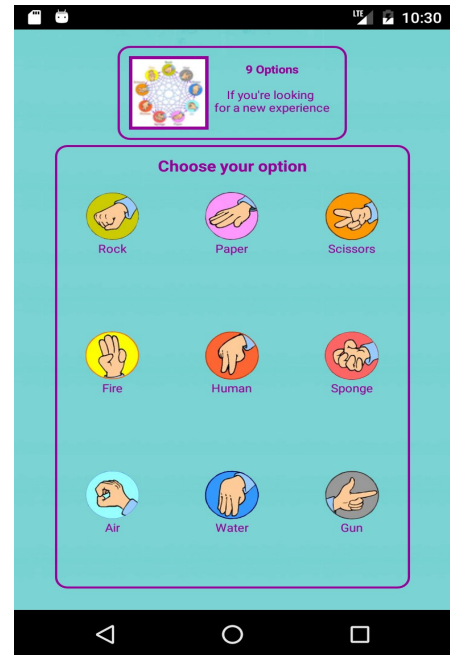 LTE 10:30
9 Options
If you're looking
for a new experience
Choose your option
Rock Paper Scissors
Fire Human Sponge
Air Water Gun